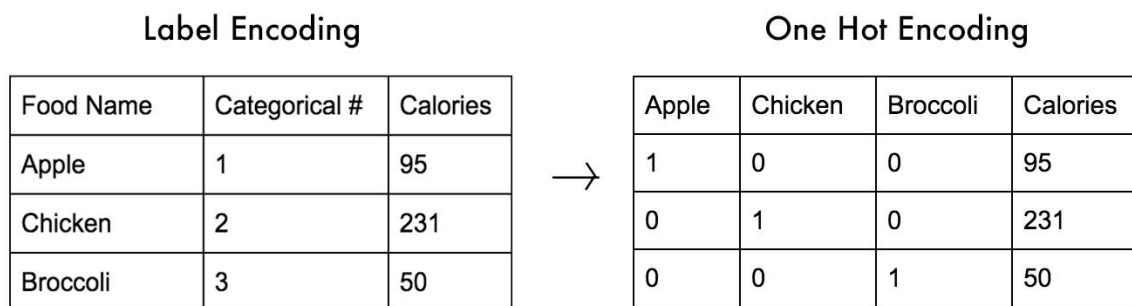 Label Encoding
Food Name Categorical # Calories
Apple 1 95
Chicken 2 231
Broccoli 3 50
One Hot Encoding
Apple Chicken Broccoli Calories
1 0 0 95
0 1 0 231
0 0 1 50